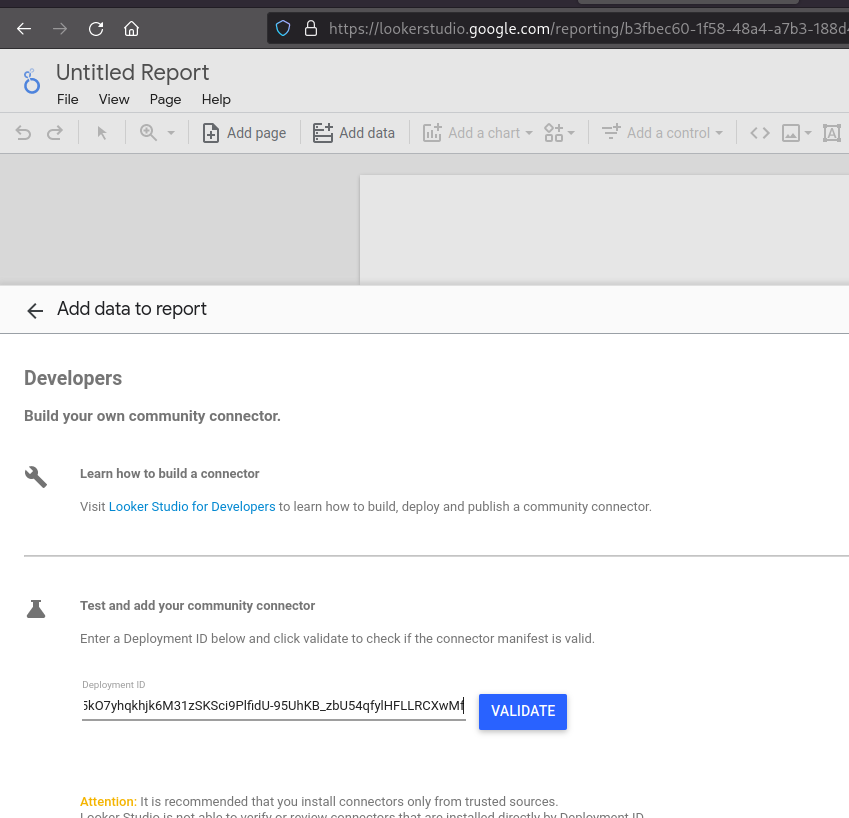 https://lookerstudio.google.com/reporting/b3fbec60-1f58-48a4-a7b3-188d
Untitled Report
File View Page Help
Add page Add data Add a chart Add a control
Add data to report
Developers
Build your own community connector.
Learn how to build a connector
Visit Looker Studio for Developers to learn how to build, deploy and publish a community connector.
Test and add your community connector
Enter a Deployment ID below and click validate to check if the connector manifest is valid.
Deployment ID
5kO7yhqkhjk6M31zSKSci9PlfidU-95UhKB_zbU54qfylHFLLRCXwMf
VALIDATE
Attention: It is recommended that you install connectors only from trusted sources.
Looker Studio is not able to verify or review connectors that are installed directly by Deployment ID.